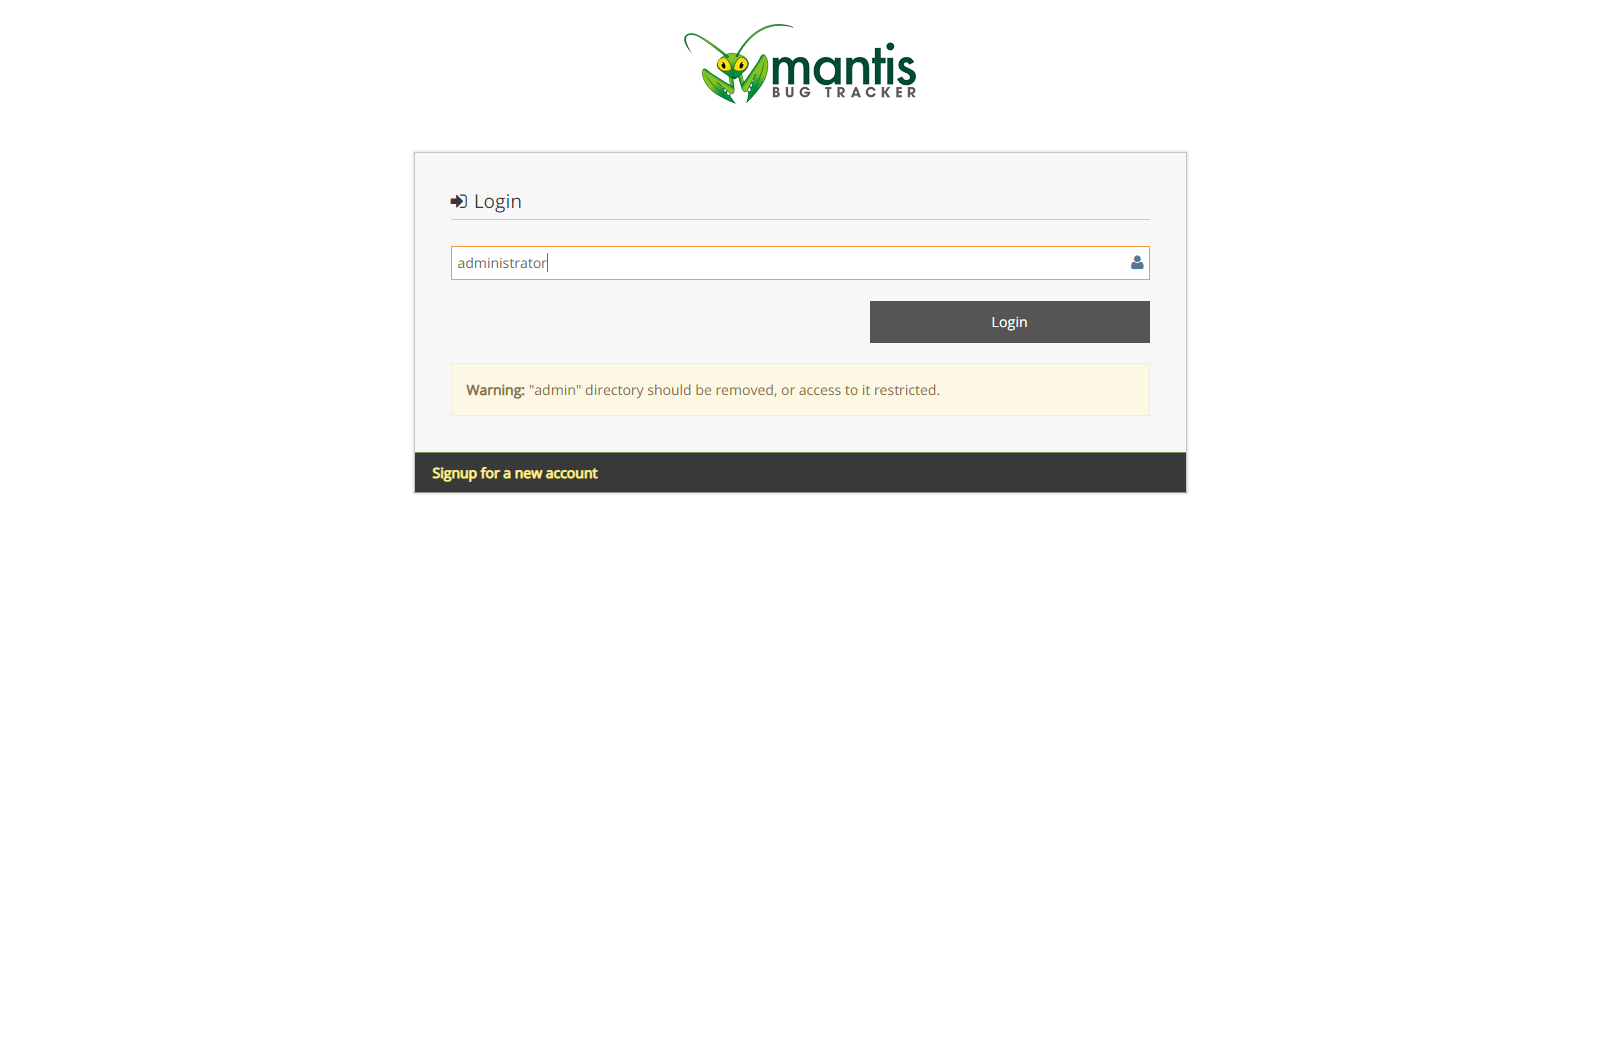 mantis
BUG TRACKER
Login
administrator
Login
Warning: "admin" directory should be removed, or access to it restricted.
Signup for a new account